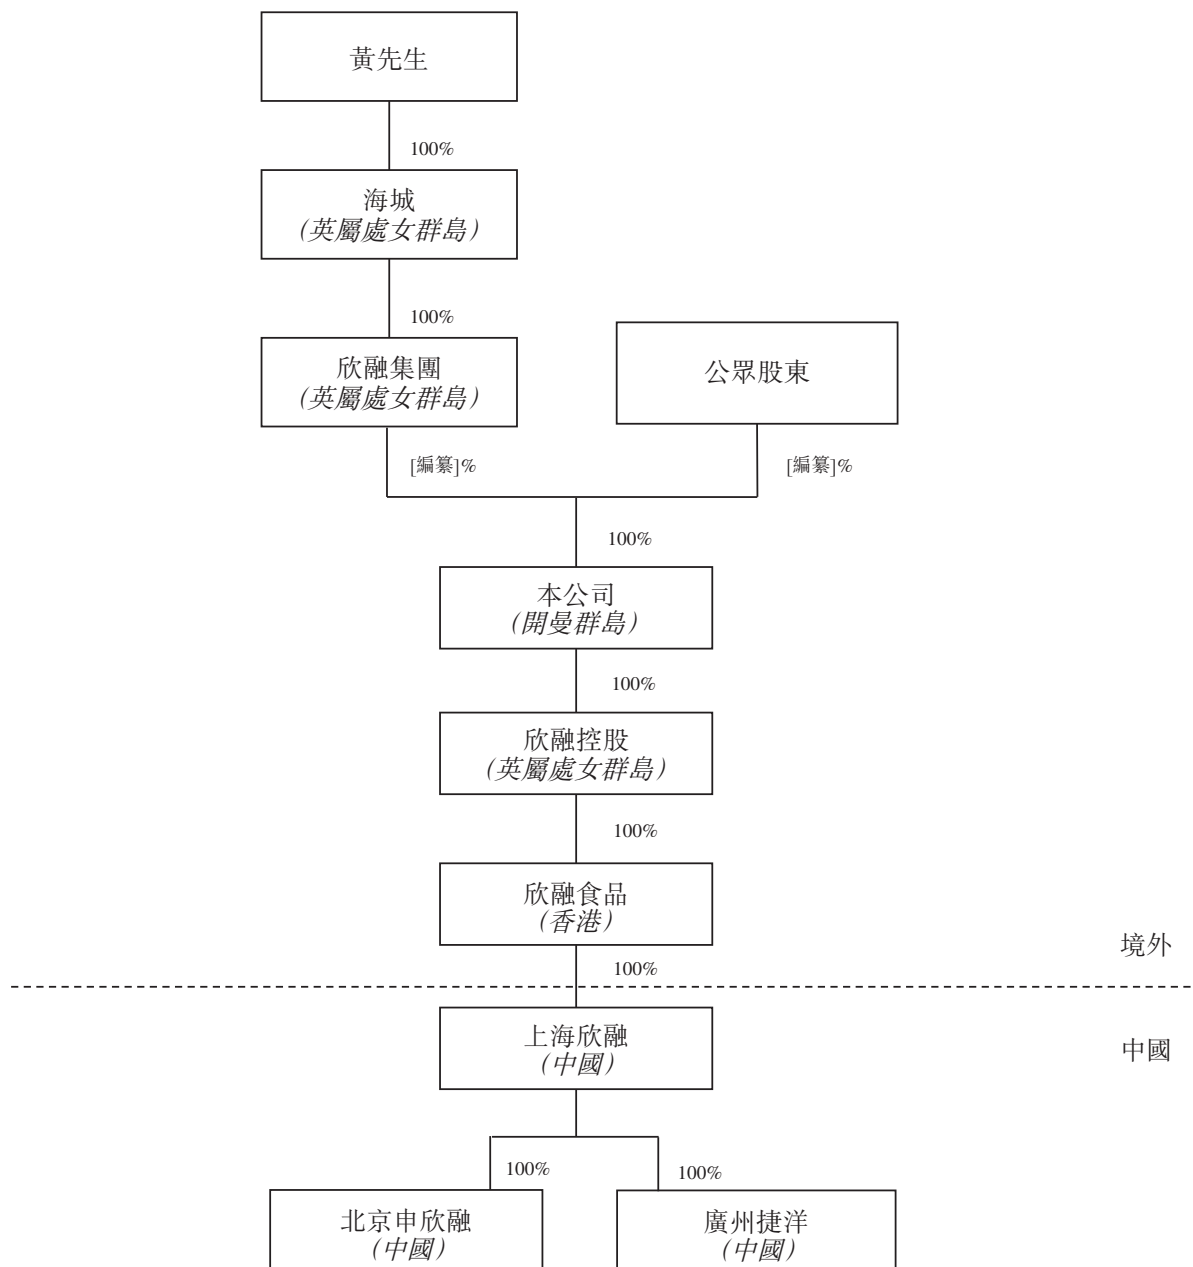 黃先生
100%
海城
(英屬處女群島)
100%
欣融集團
(英屬處女群島)
公眾股東
[編纂]%
[編纂]%
100%
本公司
(開曼群島)
100%
欣融控股
(英屬處女群島)
100%
欣融食品
(香港)
境外
100%
上海欣融
(中國)
中國
100%
100%
北京申欣融
(中國)
廣州捷洋
(中國)